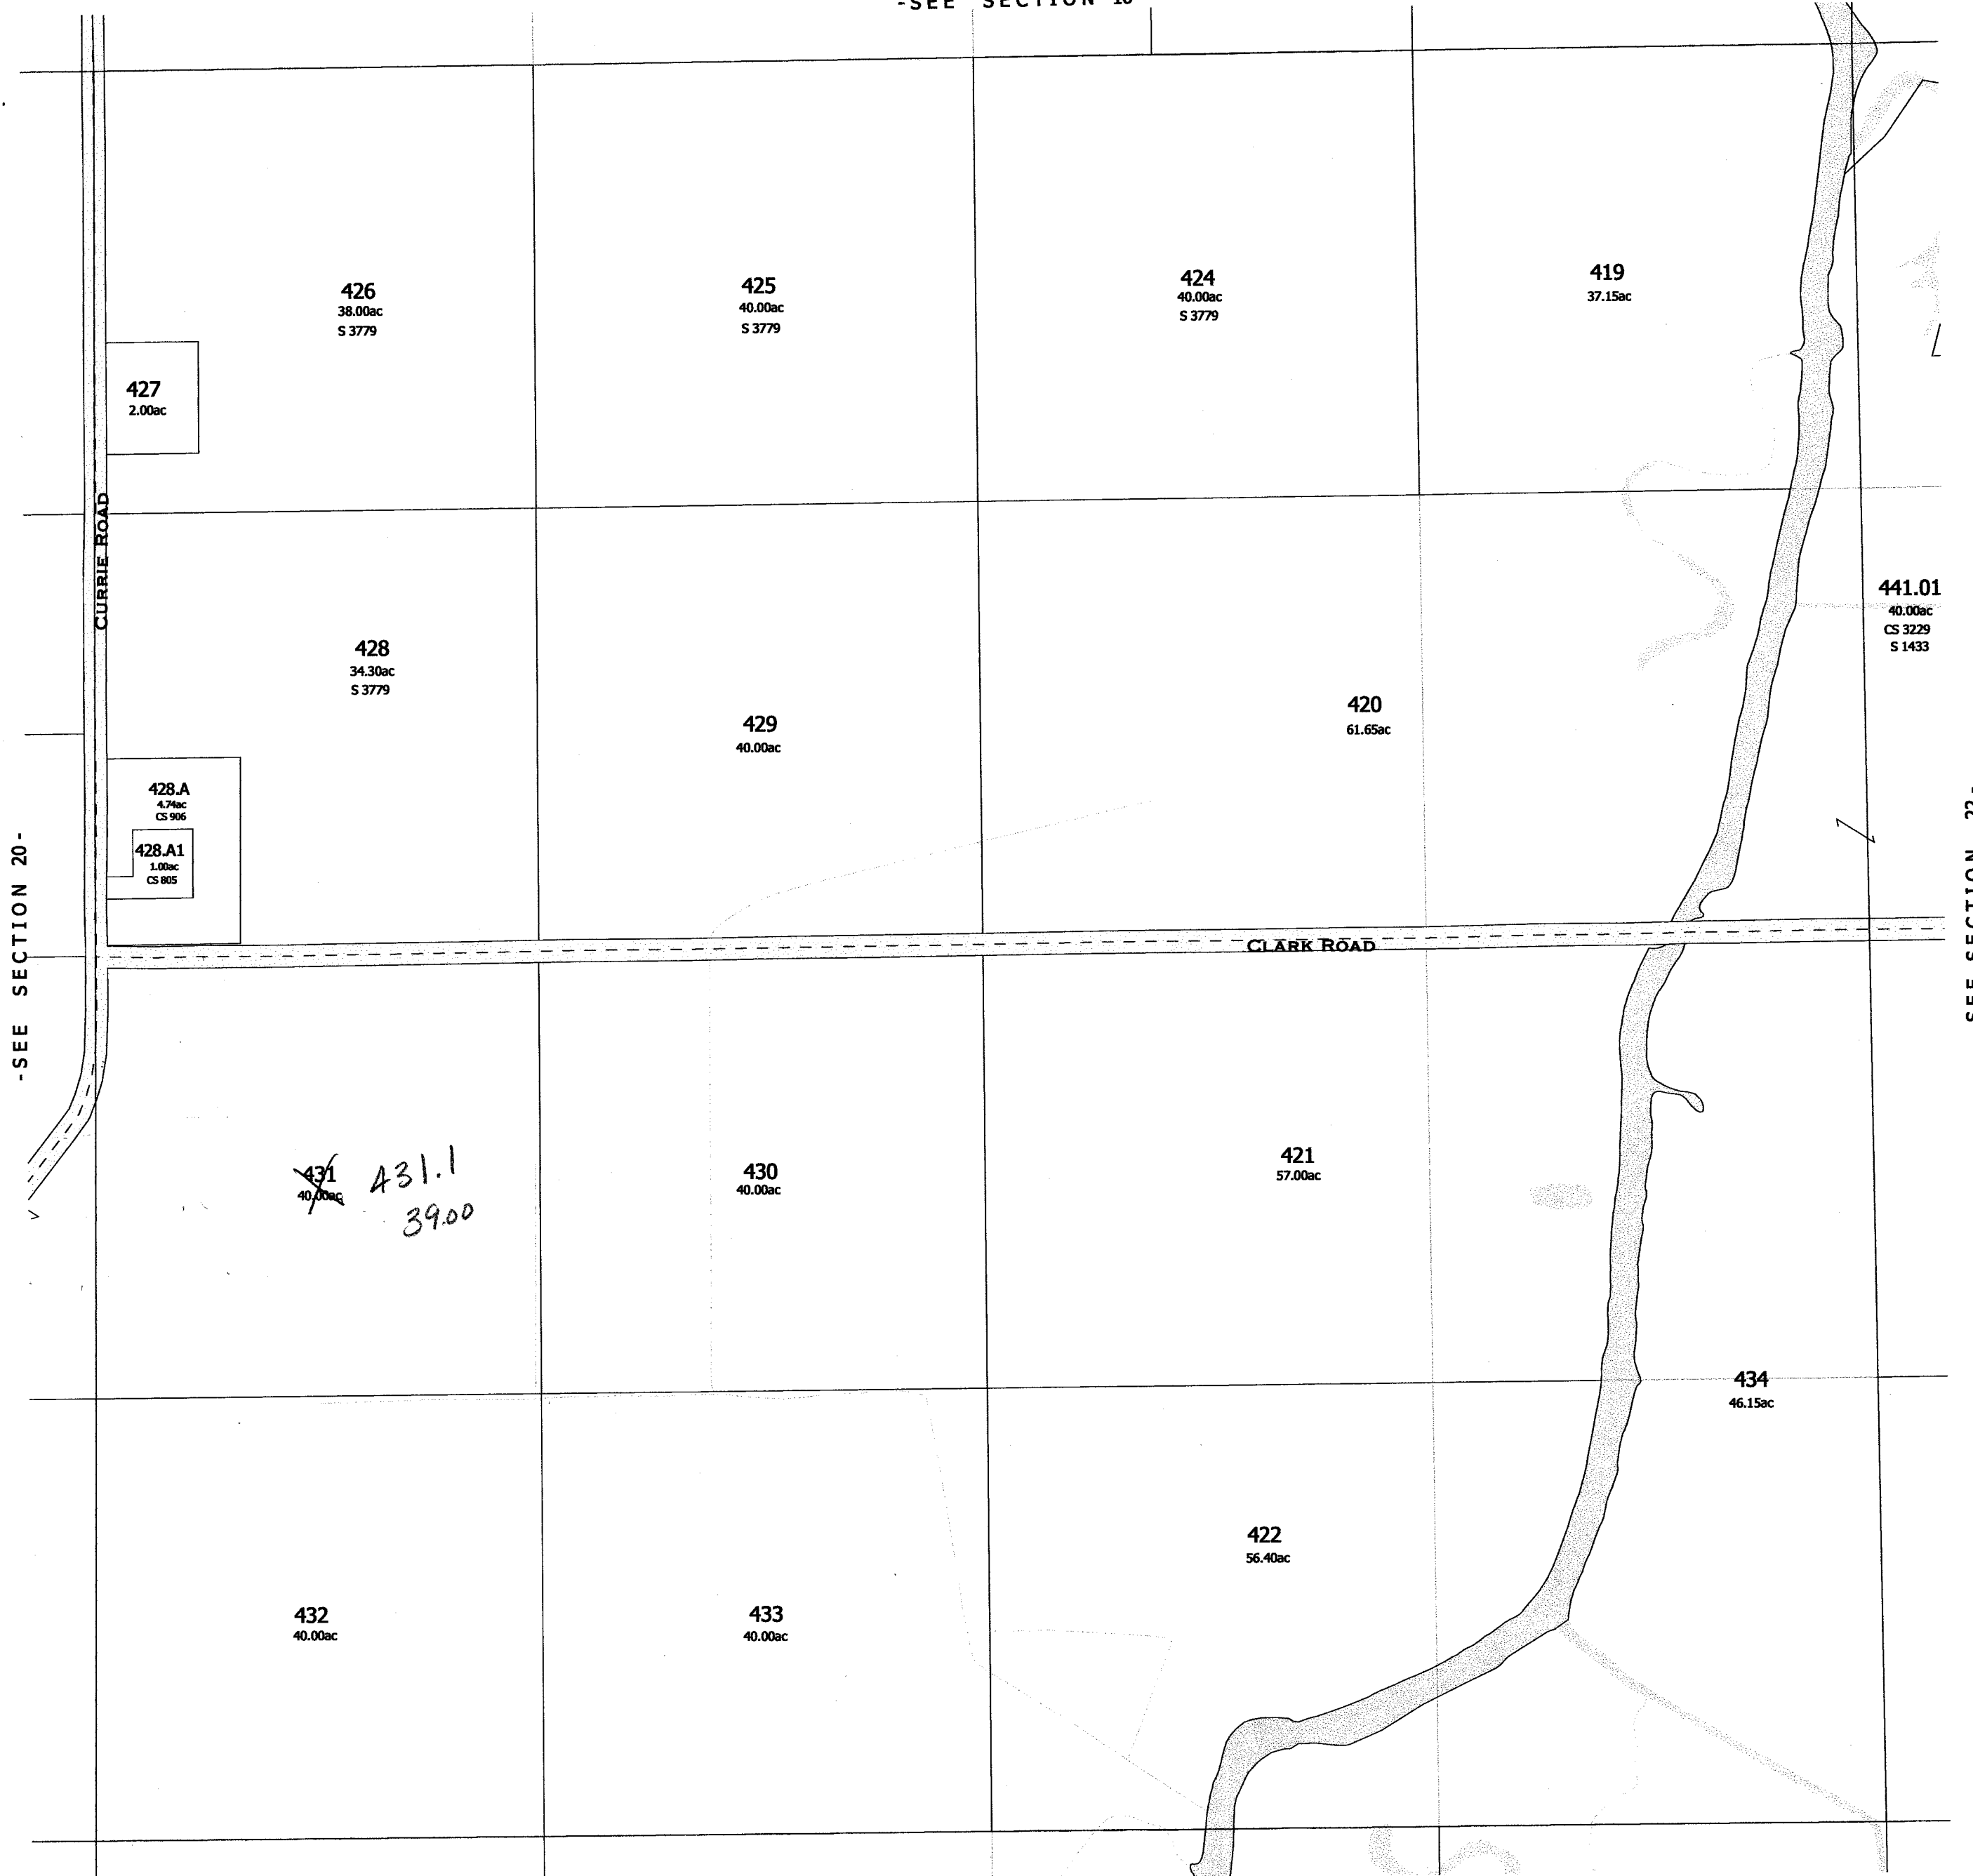 -SEE SECTION
426
38.00ac
S 3779
425
40.00ac
S 3779
424
40.00ac
S 3779
419
37.15ac
427
2.00ac
CURRIE ROAD
428
34.30ac
S 3779
429
40.00ac
420
61.65ac
441.01
40.00ac
CS 3229
S 1433
428.A
4.74ac
CS 906
428.A1
1.00ac
CS 805
-SEE SECTION 20-
SEE SECTION 22-
CLARK ROAD
431
40.00ac
431.1
39.00
430
40.00ac
421
57.00ac
434
46.15ac
422
56.40ac
432
40.00ac
433
40.00ac